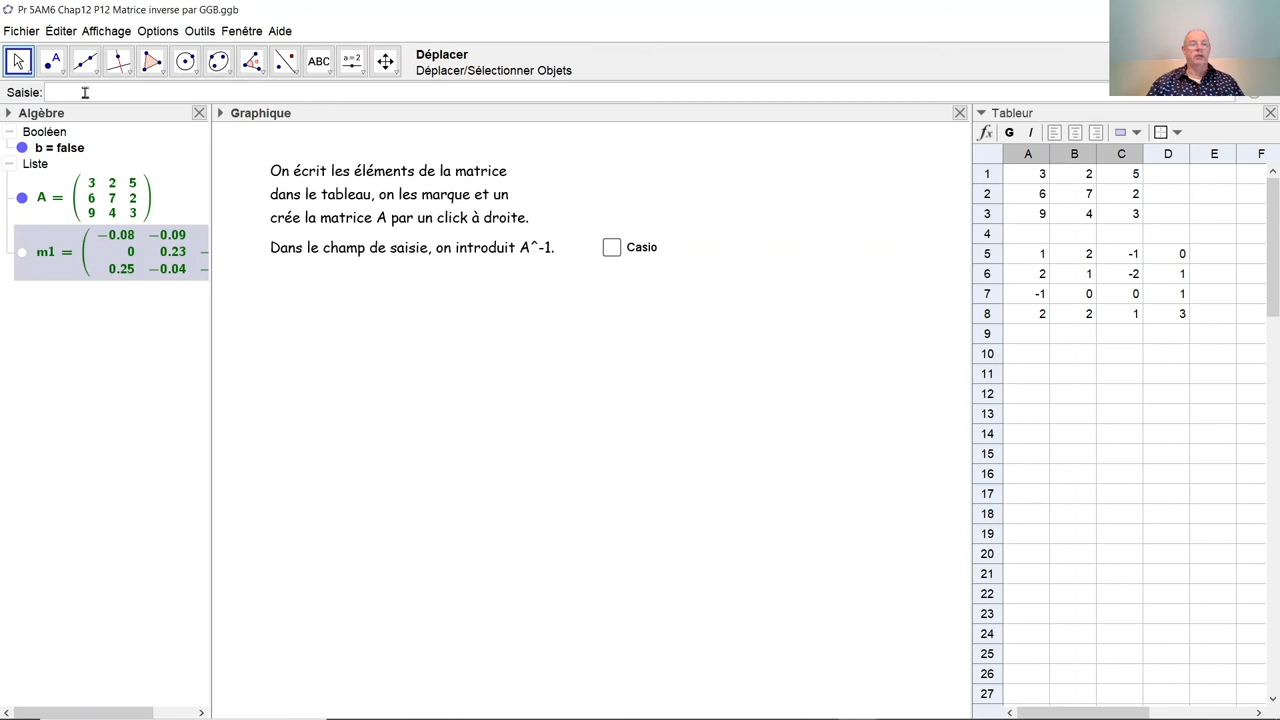 Pr 5AM6 Chap12 P12 Matrice inverse par GGB.ggb
Fichier Éditer Affichage Options Outils Fenêtre Aide
A ABC a=2
Déplacer
Déplacer/Sélectionner Objets
Saisie:
Algèbre
Booléen
b = false
Liste
3 2 5
A = 6 7 2
9 4 3
−0.08 −0.09
m1 = 0 0.23 −
0.25 −0.04 −
Graphique
On écrit les éléments de la matrice
dans le tableau, on les marque et un
crée la matrice A par un click à droite.
Dans le champ de saisie, on introduit A^-1.
Casio
Tableur
fx G I
A B C D E F
1 3 2 5
2 6 7 2
3 9 4 3
4
5 1 2 -1 0
6 2 1 -2 1
7 -1 0 0 1
8 2 2 1 3
9
10
11
12
13
14
15
16
17
18
19
20
21
22
23
24
25
26
27